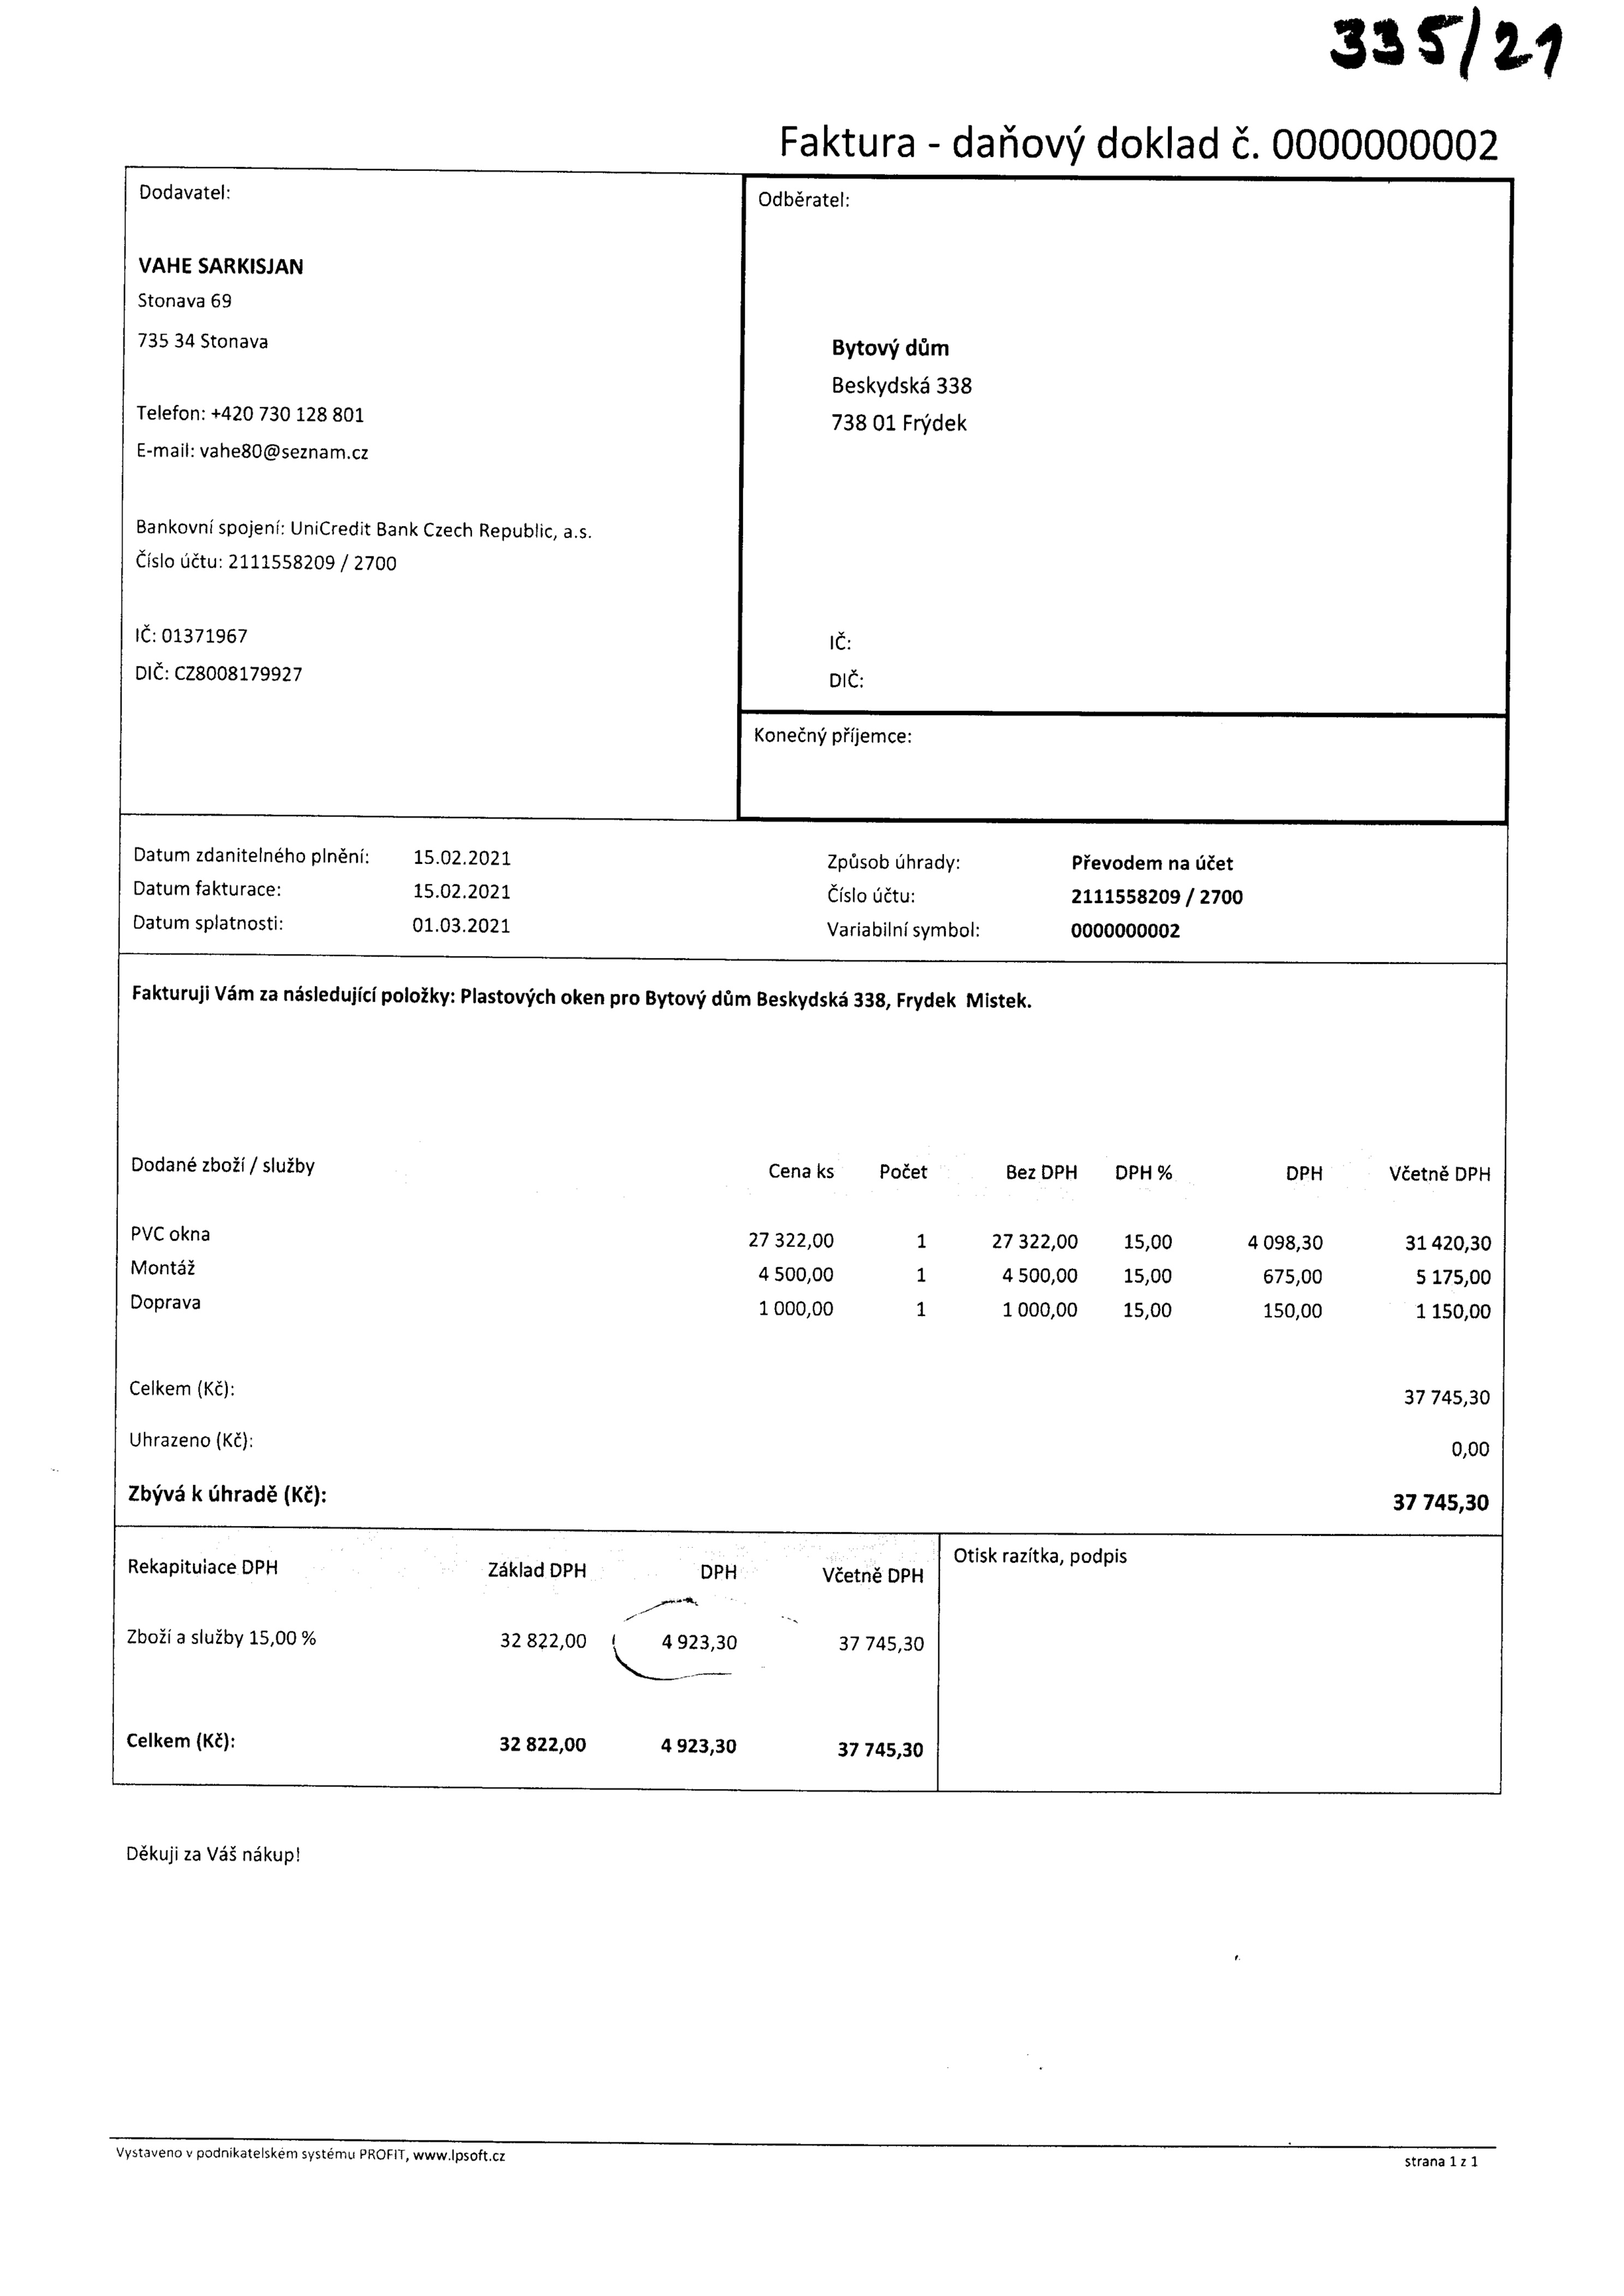 335/21
Faktura - daňový doklad č. 0000000002
Dodavatel:
VAHE SARKISJAN
Stonava 69
735 34 Stonava
Telefon: +420 730 128 801
E-mail: vahe80@seznam.cz
Bankovní spojení: UniCredit Bank Czech Republic, a.s.
Číslo účtu: 2111558209 / 2700
IČ: 01371967
DIČ: CZ8008179927
Odběratel:
Bytový dům
Beskydská 338
738 01 Frýdek
IČ:
DIČ:
Konečný příjemce:
Datum zdanitelného plnění: 15.02.2021
Datum fakturace: 15.02.2021
Datum splatnosti: 01.03.2021
Způsob úhrady: Převodem na účet
Číslo účtu: 2111558209 / 2700
Variabilní symbol: 0000000002
Fakturuji Vám za následující položky: Plastových oken pro Bytový dům Beskydská 338, Frydek Mistek.
Dodané zboží / služby Cena ks Počet Bez DPH DPH % DPH Včetně DPH
PVC okna 27 322,00 1 27 322,00 15,00 4 098,30 31 420,30
Montáž 4 500,00 1 4 500,00 15,00 675,00 5 175,00
Doprava 1 000,00 1 1 000,00 15,00 150,00 1 150,00
Celkem (Kč): 37 745,30
Uhrazeno (Kč): 0,00
Zbývá k úhradě (Kč): 37 745,30
Rekapitulace DPH Základ DPH DPH Včetně DPH
Zboží a služby 15,00 % 32 822,00 4 923,30 37 745,30
Celkem (Kč): 32 822,00 4 923,30 37 745,30
Otisk razítka, podpis
Děkuji za Váš nákup!
Vystaveno v podnikatelském systému PROFIT, www.lpsoft.cz
strana 1 z 1